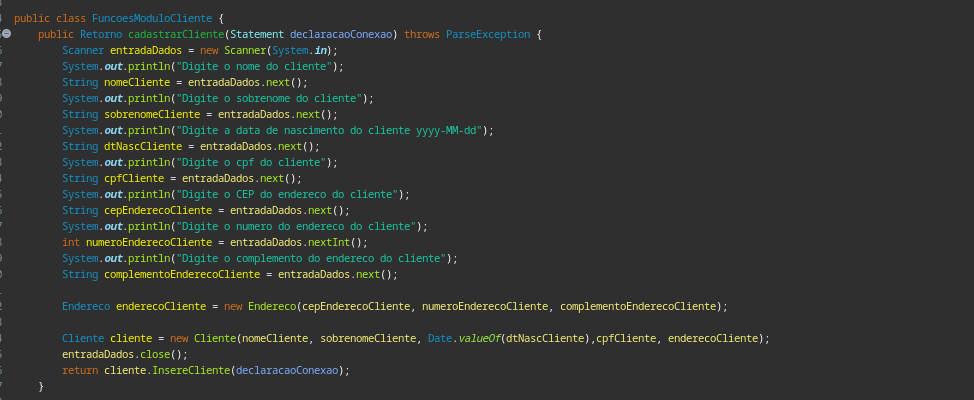 public class FuncoesModuloCliente {
public Retorno cadastrarCliente(Statement declaracaoConexao) throws ParseException {
Scanner entradaDados = new Scanner(System.in);
System.out.println("Digite o nome do cliente");
String nomeCliente = entradaDados.next();
System.out.println("Digite o sobrenome do cliente");
String sobrenomeCliente = entradaDados.next();
System.out.println("Digite a data de nascimento do cliente yyyy-MM-dd");
String dtNascCliente = entradaDados.next();
System.out.println("Digite o cpf do cliente");
String cpfCliente = entradaDados.next();
System.out.println("Digite o CEP do endereco do cliente");
String cepEnderecoCliente = entradaDados.next();
System.out.println("Digite o numero do endereco do cliente");
int numeroEnderecoCliente = entradaDados.nextInt();
System.out.println("Digite o complemento do endereco do cliente");
String complementoEnderecoCliente = entradaDados.next();
Endereco enderecoCliente = new Endereco(cepEnderecoCliente, numeroEnderecoCliente, complementoEnderecoCliente);
Cliente cliente = new Cliente(nomeCliente, sobrenomeCliente, Date.valueOf(dtNascCliente),cpfCliente, enderecoCliente);
entradaDados.close();
return cliente.InsereCliente(declaracaoConexao);
}